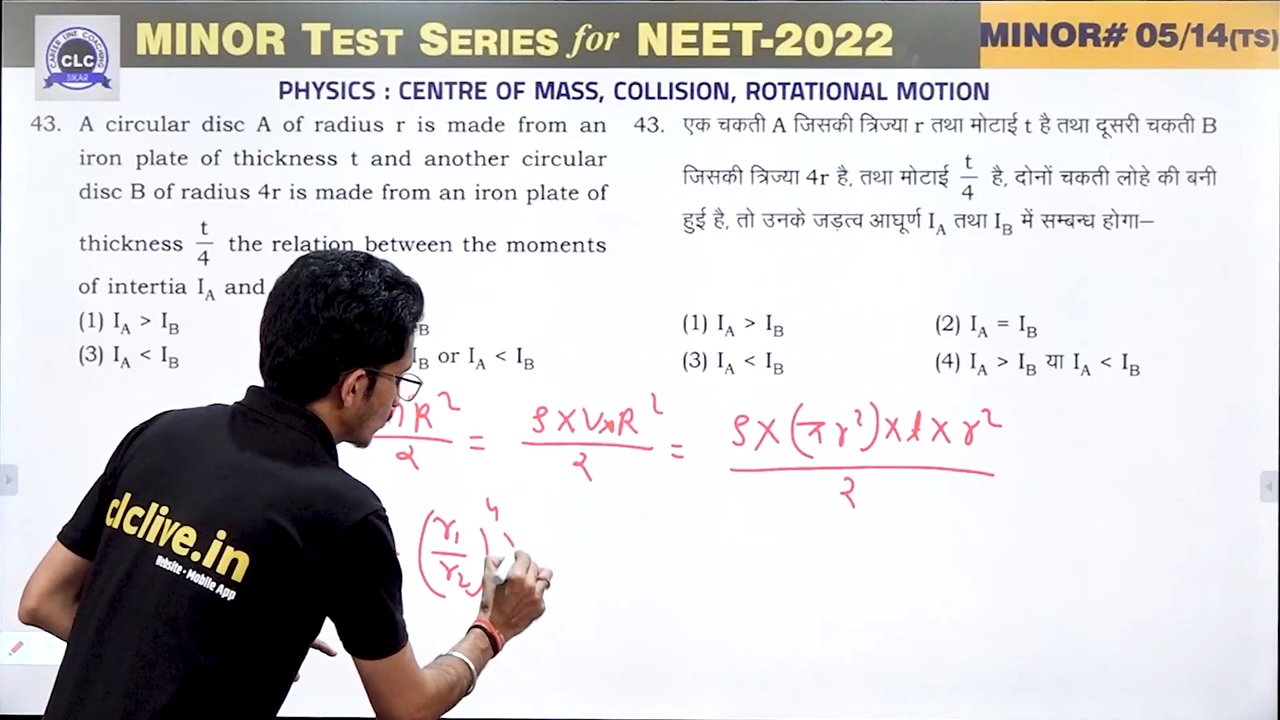 CAREER LINE COACHING
CLC
SIKAR
MINOR TEST SERIES for NEET-2022
MINOR# 05/14(TS)
PHYSICS : CENTRE OF MASS, COLLISION, ROTATIONAL MOTION
43. A circular disc A of radius r is made from an
iron plate of thickness t and another circular
disc B of radius 4r is made from an iron plate of
thickness t/4 the relation between the moments
of intertia I_A and
(1) I_A > I_B
(3) I_A < I_B
I_B or I_A < I_B
43. एक चकती A जिसकी त्रिज्या r तथा मोटाई t है तथा दूसरी चकती B
जिसकी त्रिज्या 4r है, तथा मोटाई t/4 है, दोनों चकती लोहे की बनी
हुई है, तो उनके जड़त्व आघूर्ण I_A तथा I_B में सम्बन्ध होगा–
(1) I_A > I_B (2) I_A = I_B
(3) I_A < I_B (4) I_A > I_B या I_A < I_B
R²/2 = ρ×V×R²/2 = ρ×(πr²)×t×r²/2
(r₁/r₂)⁴
clclive.in
Website - Mobile App